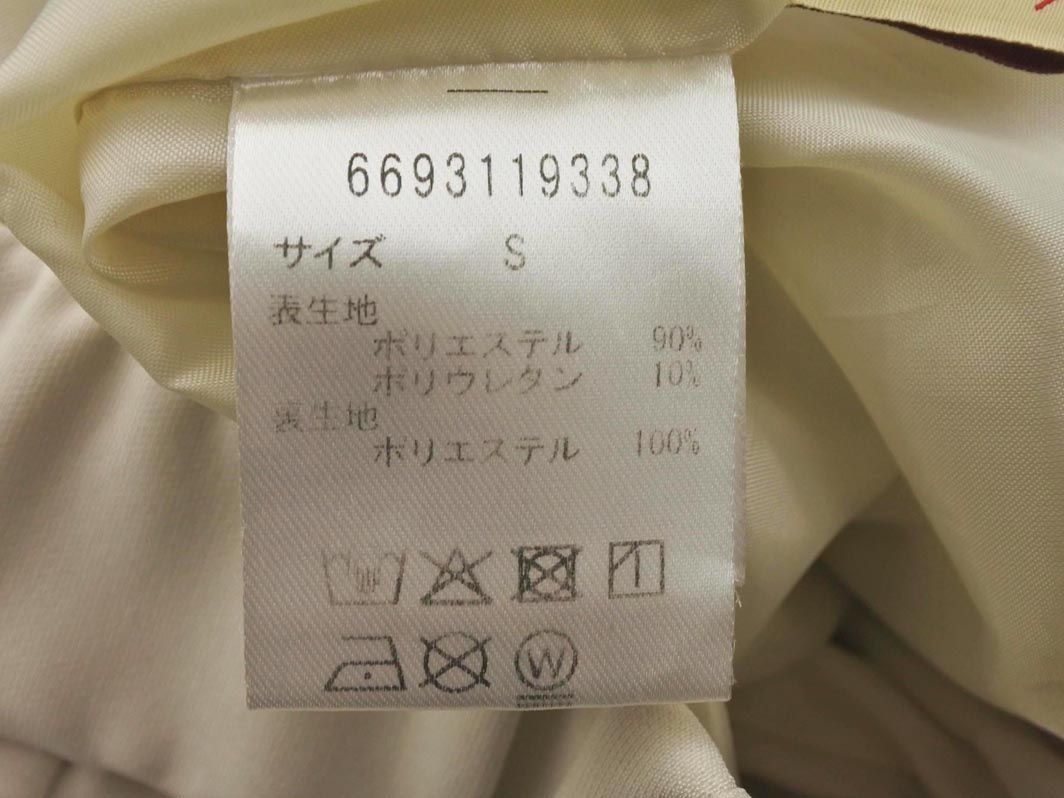 6693119338
サイズ S
表生地
ポリエステル 90%
ポリウレタン 10%
裏生地
ポリエステル 100%
W